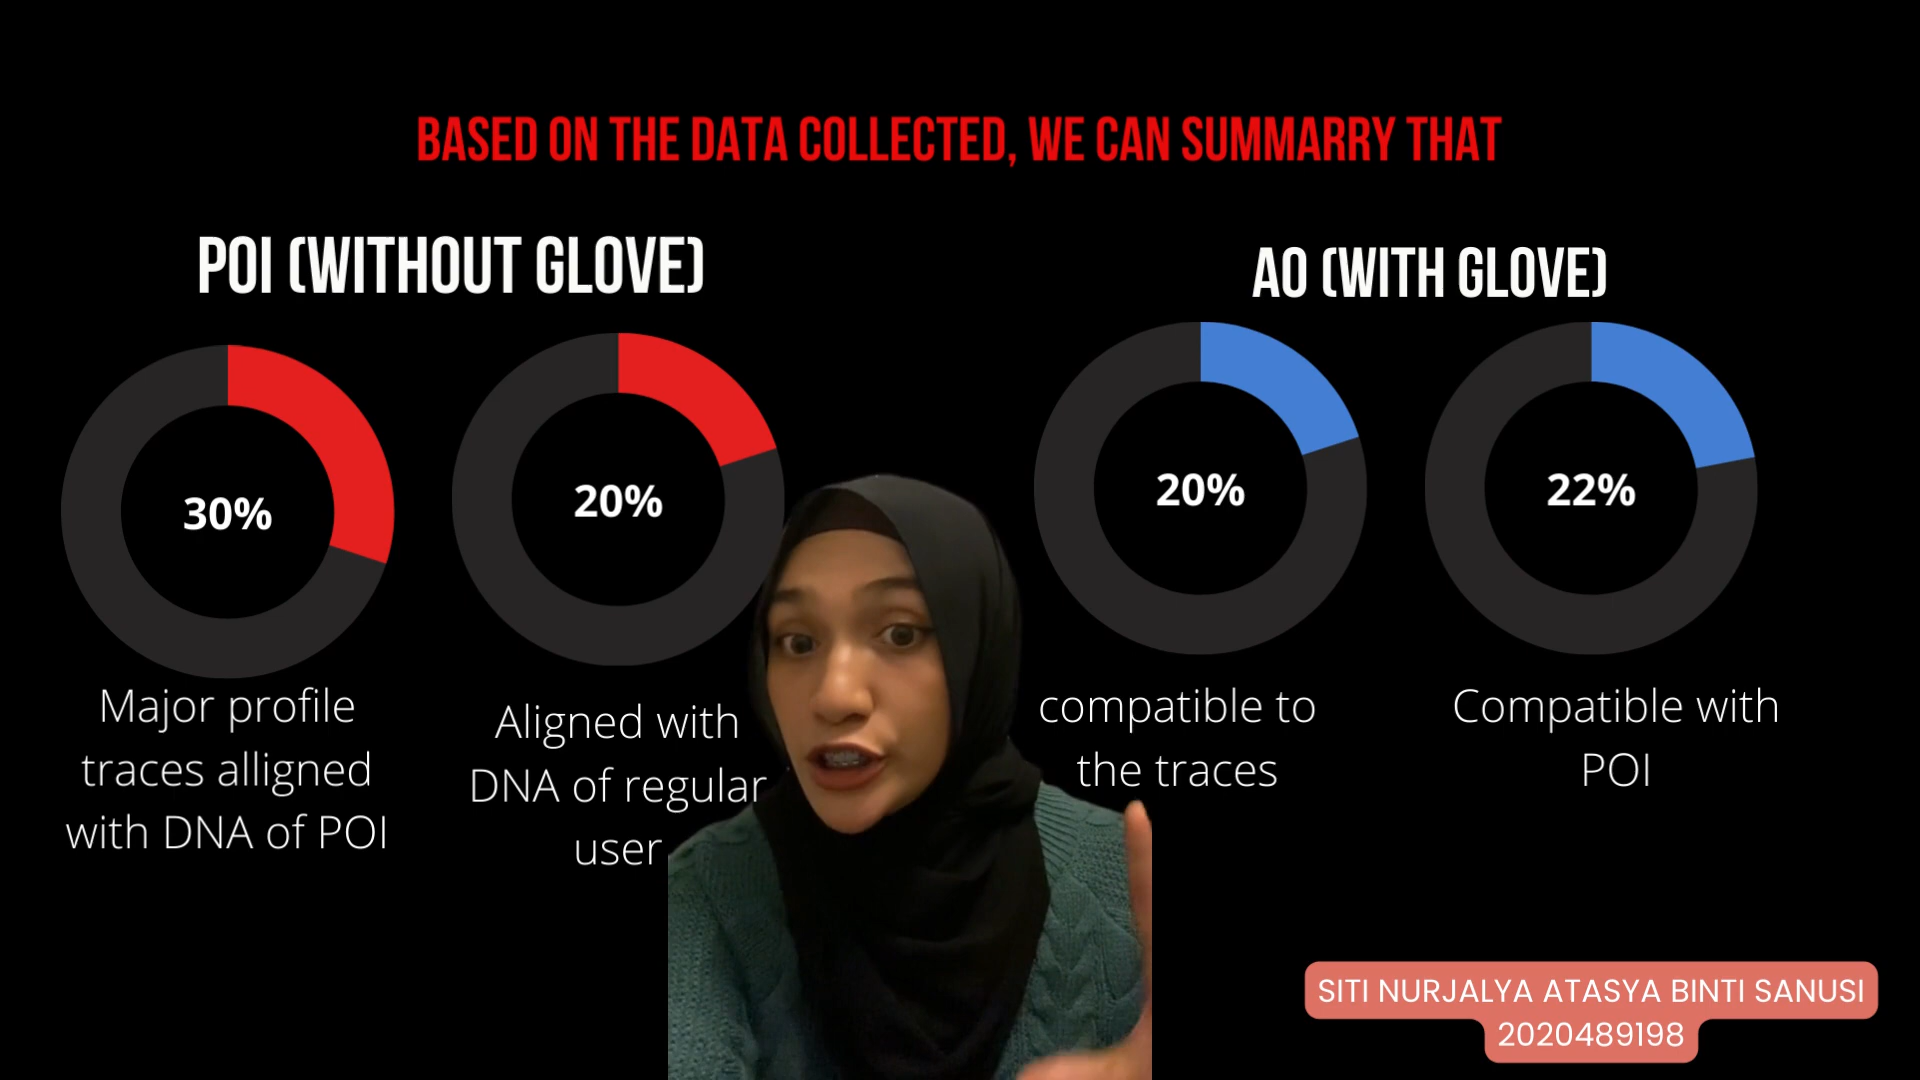 BASED ON THE DATA COLLECTED, WE CAN SUMMARRY THAT
POI (WITHOUT GLOVE)
30%
Major profile
traces alligned
with DNA of POI
20%
Aligned with
DNA of regular
user
AO (WITH GLOVE)
20%
compatible to
the traces
22%
Compatible with
POI
SITI NURJALYA ATASYA BINTI SANUSI
2020489198